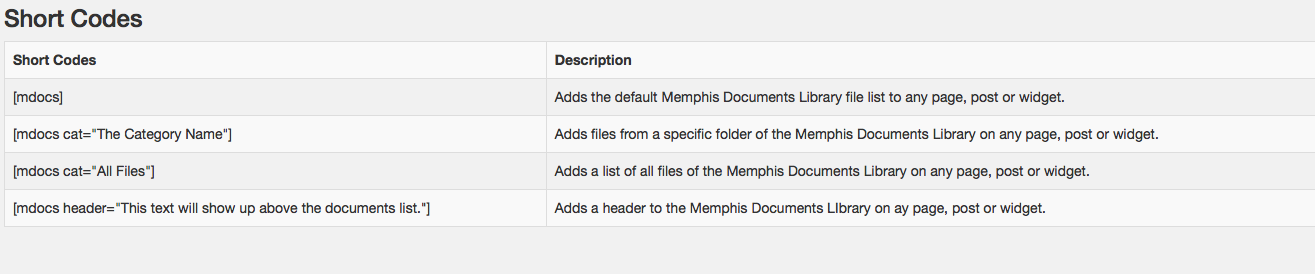 Short Codes
Short Codes Description
[mdocs] Adds the default Memphis Documents Library file list to any page, post or widget.
[mdocs cat="The Category Name"] Adds files from a specific folder of the Memphis Documents Library on any page, post or widget.
[mdocs cat="All Files"] Adds a list of all files of the Memphis Documents Library on any page, post or widget.
[mdocs header="This text will show up above the documents list."] Adds a header to the Memphis Documents LIbrary on ay page, post or widget.